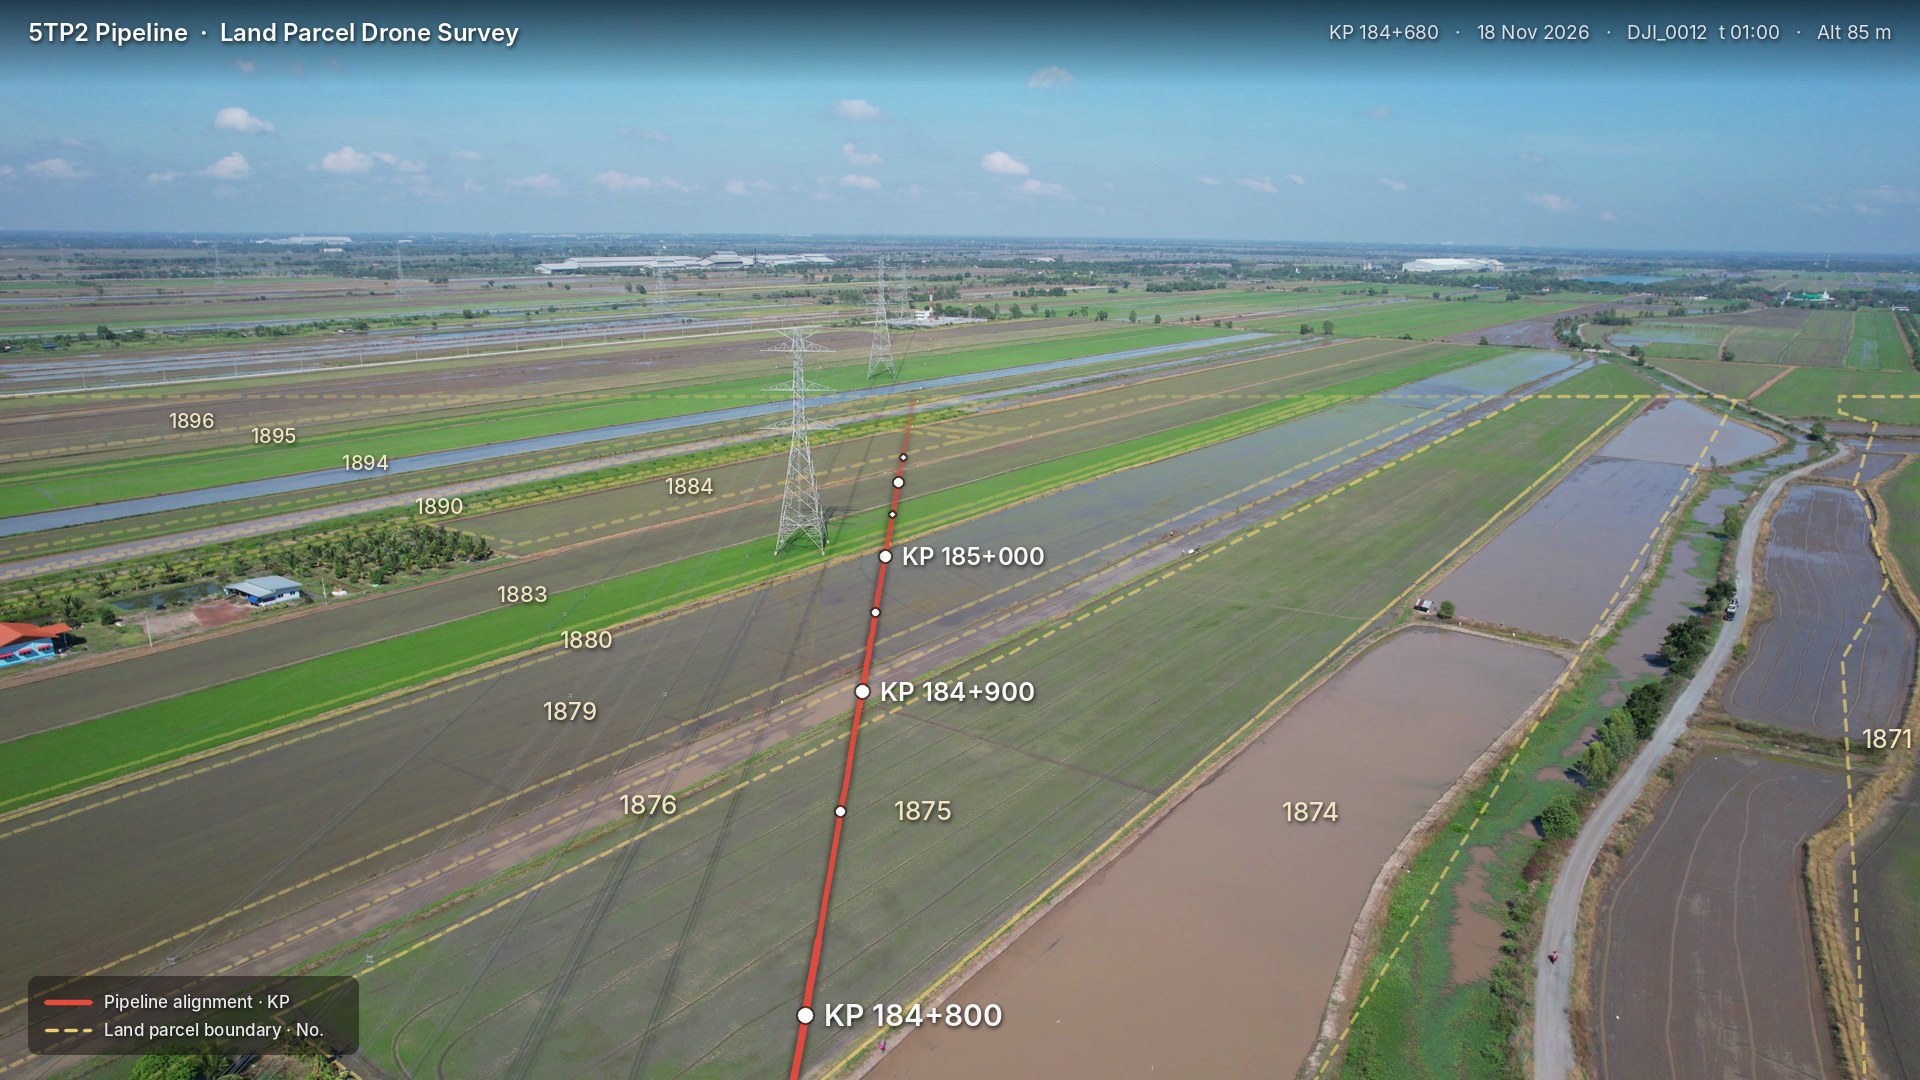 5TP2 Pipeline · Land Parcel Drone Survey
KP 184+680 · 18 Nov 2026 · DJI_0012 t 01:00 · Alt 85 m
1896
1895
1894
1890
1884
1883
1880
1879
1876
1875
1874
1871
KP 185+000
KP 184+900
KP 184+800
Pipeline alignment · KP
Land parcel boundary · No.